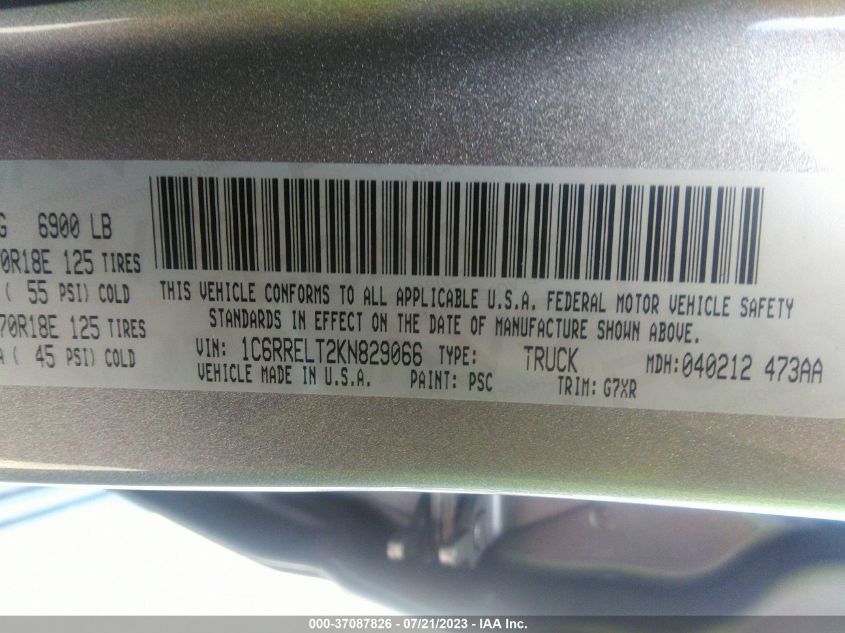 G 6900 LB
70R18E 125 TIRES
( 55 PSI) COLD
70R18E 125 TIRES
A ( 45 PSI) COLD
THIS VEHICLE CONFORMS TO ALL APPLICABLE U.S.A. FEDERAL MOTOR VEHICLE SAFETY
STANDARDS IN EFFECT ON THE DATE OF MANUFACTURE SHOWN ABOVE.
VIN: 1C6RRELT2KN829066 TYPE: TRUCK MDH:040212 473AA
VEHICLE MADE IN U.S.A. PAINT: PSC TRIM: G7XR
000-37087826 - 07/21/2023 - © Copyright 2023 IAA, Inc.